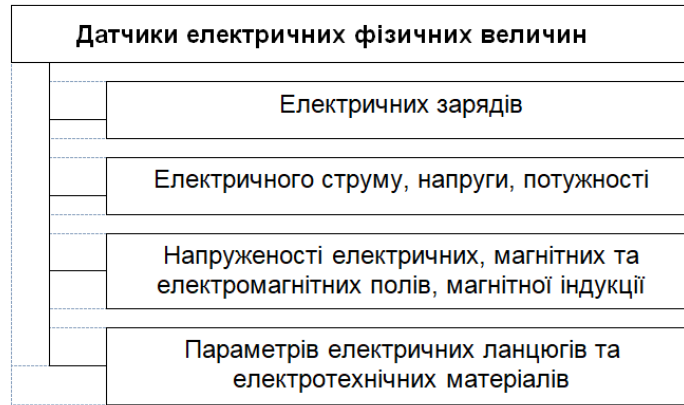 Датчики електричних фізичних величин
Електричних зарядів
Електричного струму, напруги, потужності
Напруженості електричних, магнітних та
електромагнітних полів, магнітної індукції
Параметрів електричних ланцюгів та
електротехнічних матеріалів